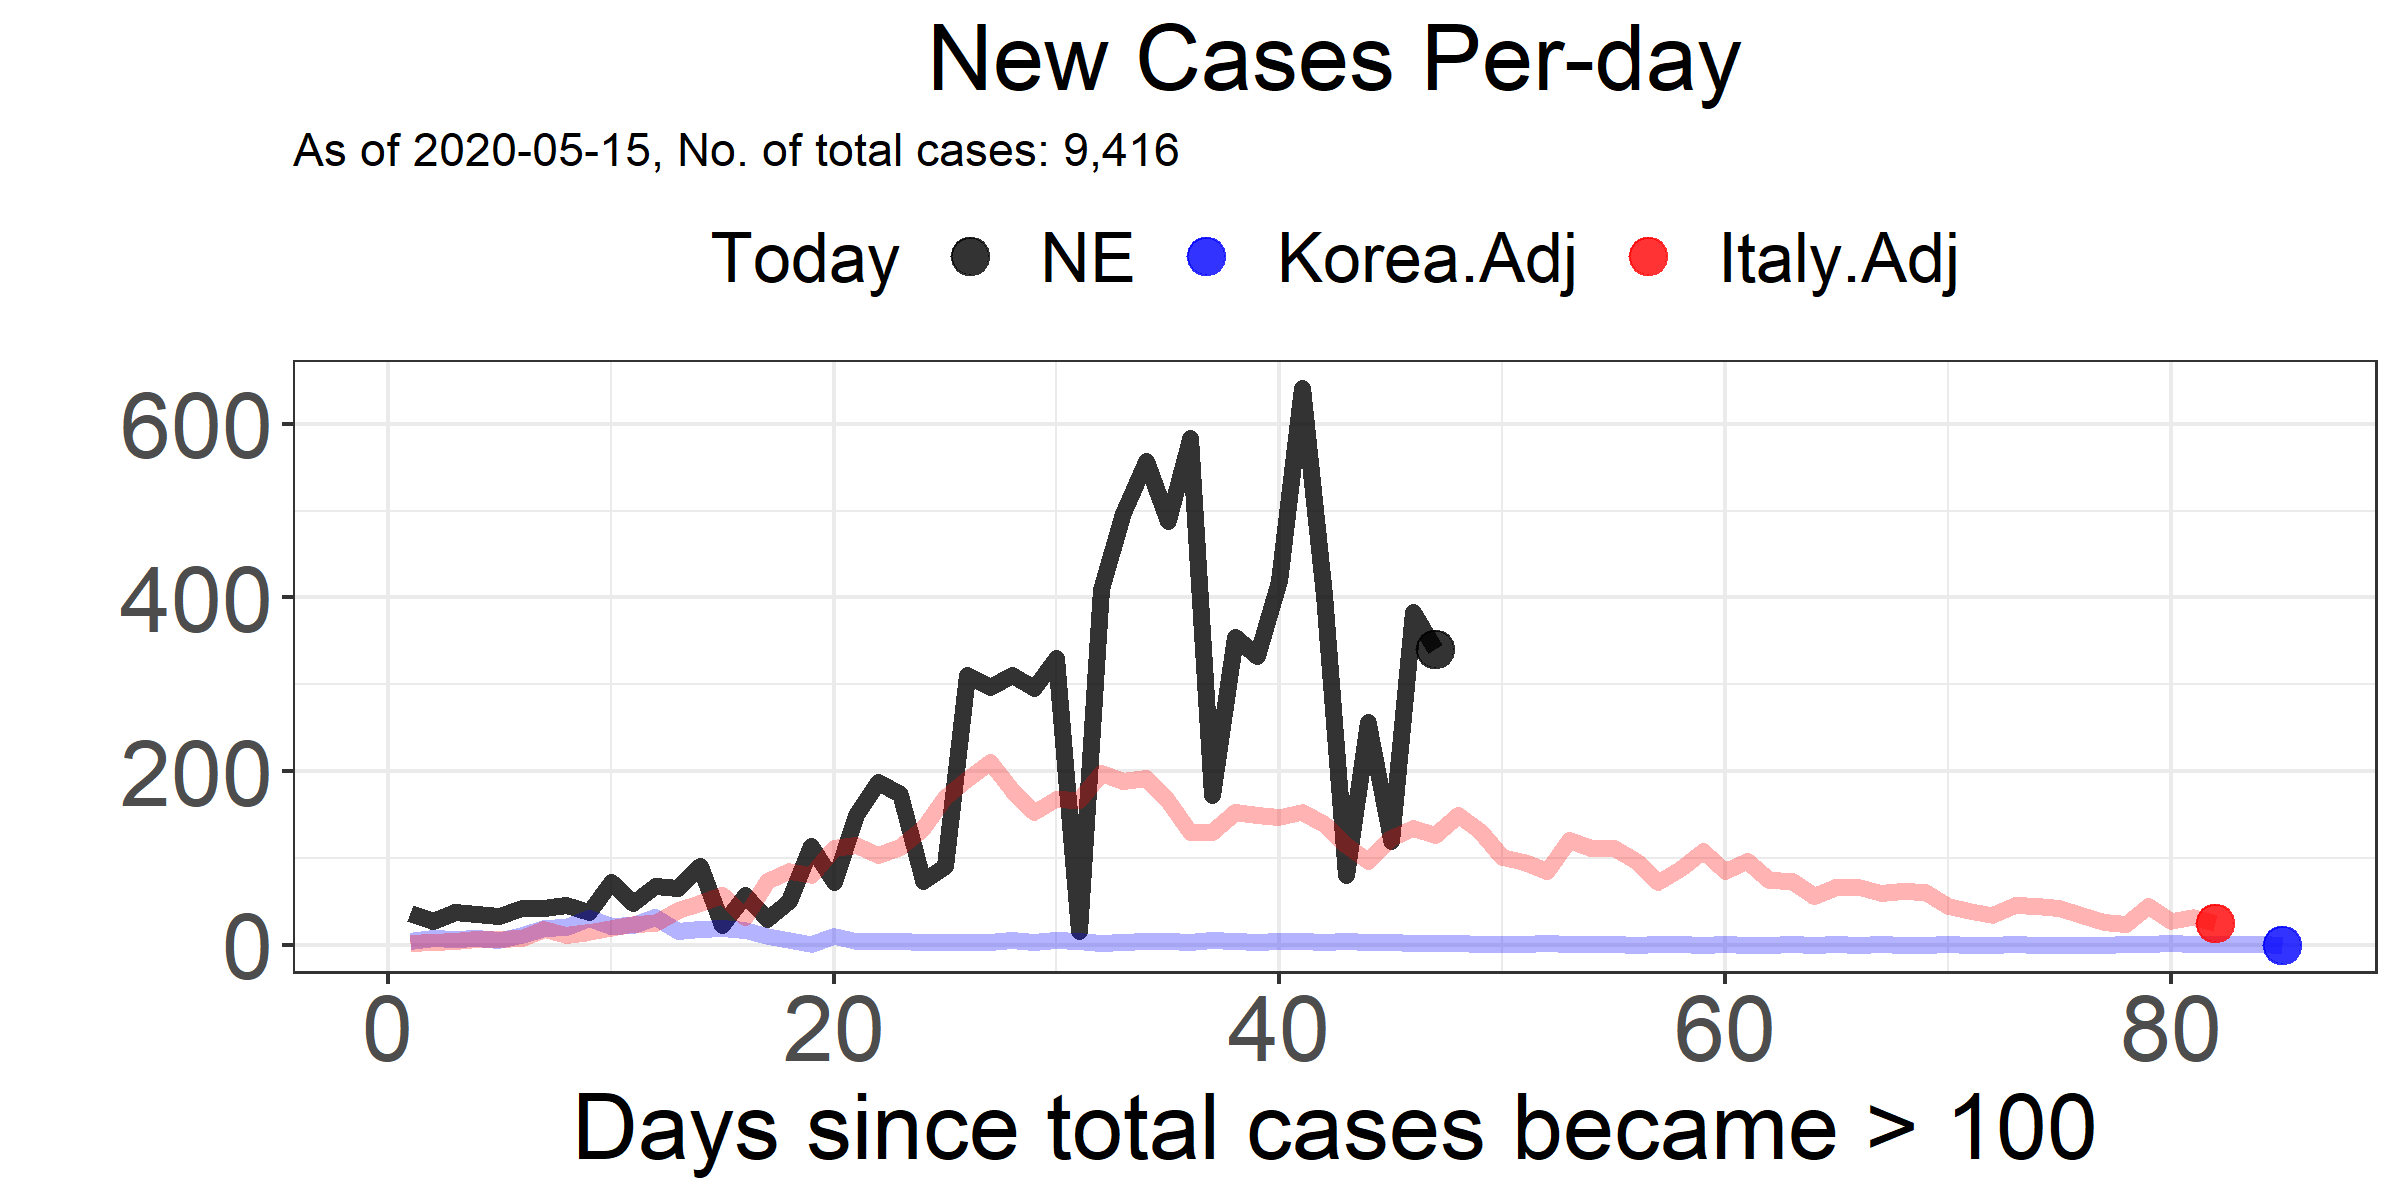 New Cases Per-day
As of 2020-05-15, No. of total cases: 9,416
Today NE Korea.Adj Italy.Adj
600
400
200
0
0 20 40 60 80
Days since total cases became > 100